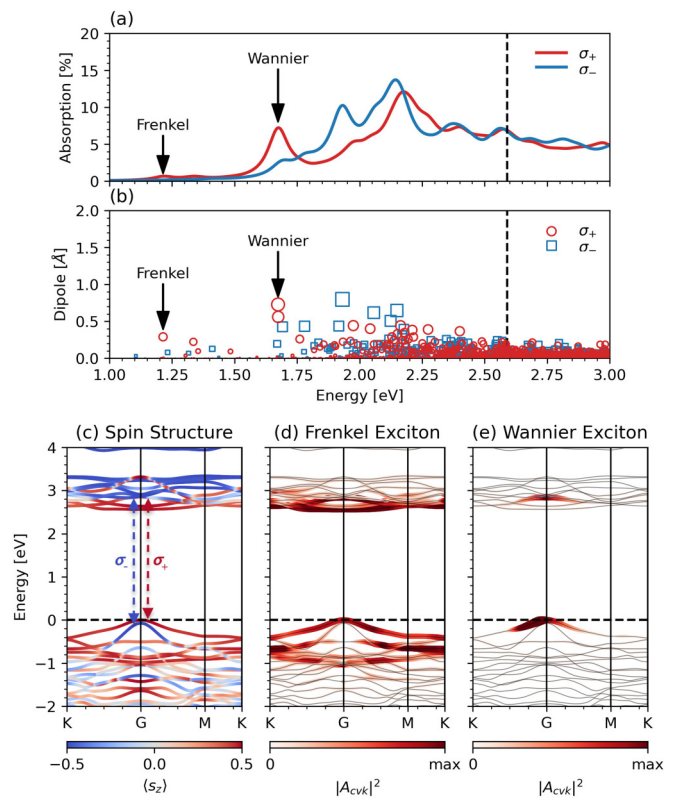 (a)
20
15
10
5
0
Absorption [%]
Frenkel
Wannier
σ+
σ−
(b)
2.0
1.5
1.0
0.5
0.0
Dipole [Å]
Frenkel
Wannier
σ+
σ−
1.00 1.25 1.50 1.75 2.00 2.25 2.50 2.75 3.00
Energy [eV]
(c) Spin Structure (d) Frenkel Exciton (e) Wannier Exciton
4
3
2
1
0
−1
−2
Energy [eV]
σ- σ+
K G M K
K G M K
K G M K
−0.5 0.0 0.5
⟨sz⟩
0 max
|Acvk|²
0 max
|Acvk|²